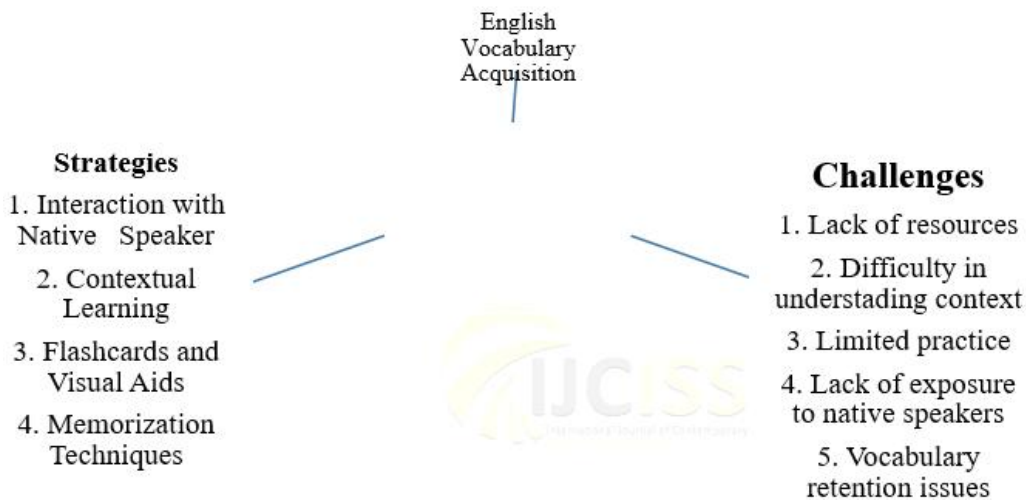 English
Vocabulary
Acquisition
Strategies
1. Interaction with
Native Speaker
2. Contextual
Learning
3. Flashcards and
Visual Aids
4. Memorization
Techniques
Challenges
1. Lack of resources
2. Difficulty in
understading context
3. Limited practice
4. Lack of exposure
to native speakers
5. Vocabulary
retention issues
IJCISS